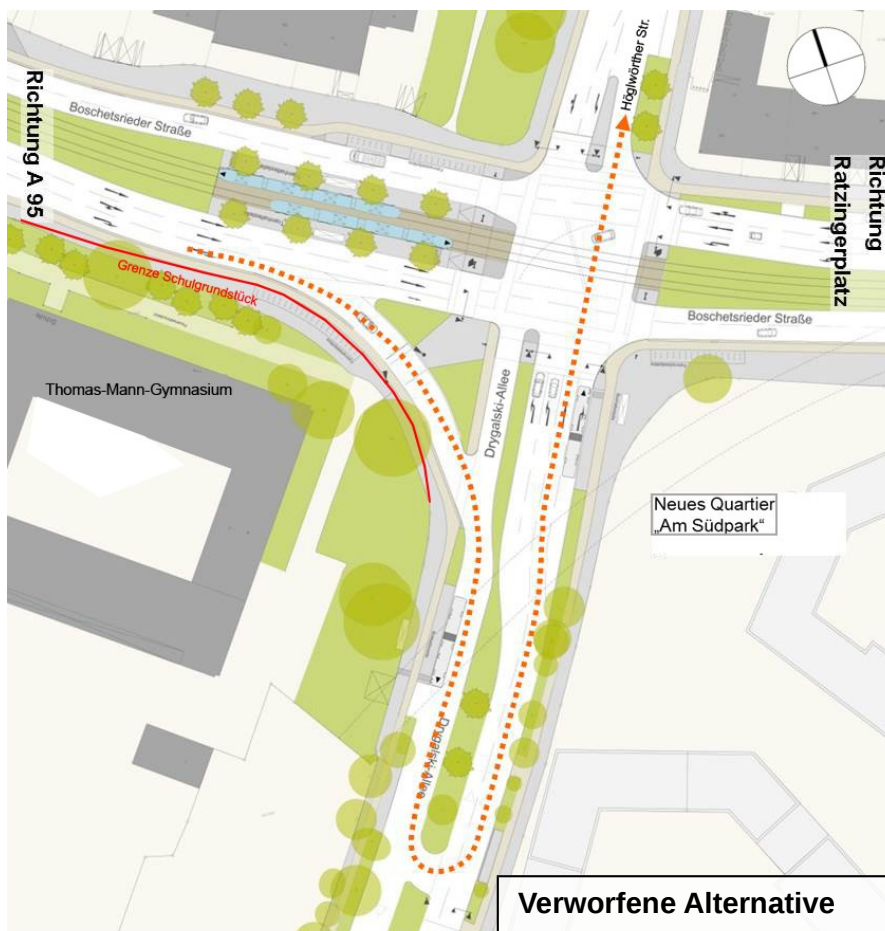 Höglwörther Str.
Richtung A 95
Boschetsrieder Straße
Richtung
Ratzingerplatz
Grenze Schulgrundstück
Boschetsrieder Straße
Thomas-Mann-Gymnasium
Drygalski-Allee
Neues Quartier
„Am Südpark“
Drygalski-Allee
Verworfene Alternative